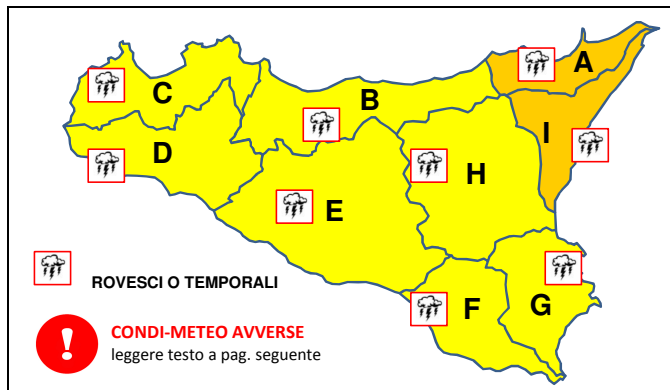 A
C
B
I
D
H
E
F
G
ROVESCI O TEMPORALI
!
CONDI-METEO AVVERSE
leggere testo a pag. seguente